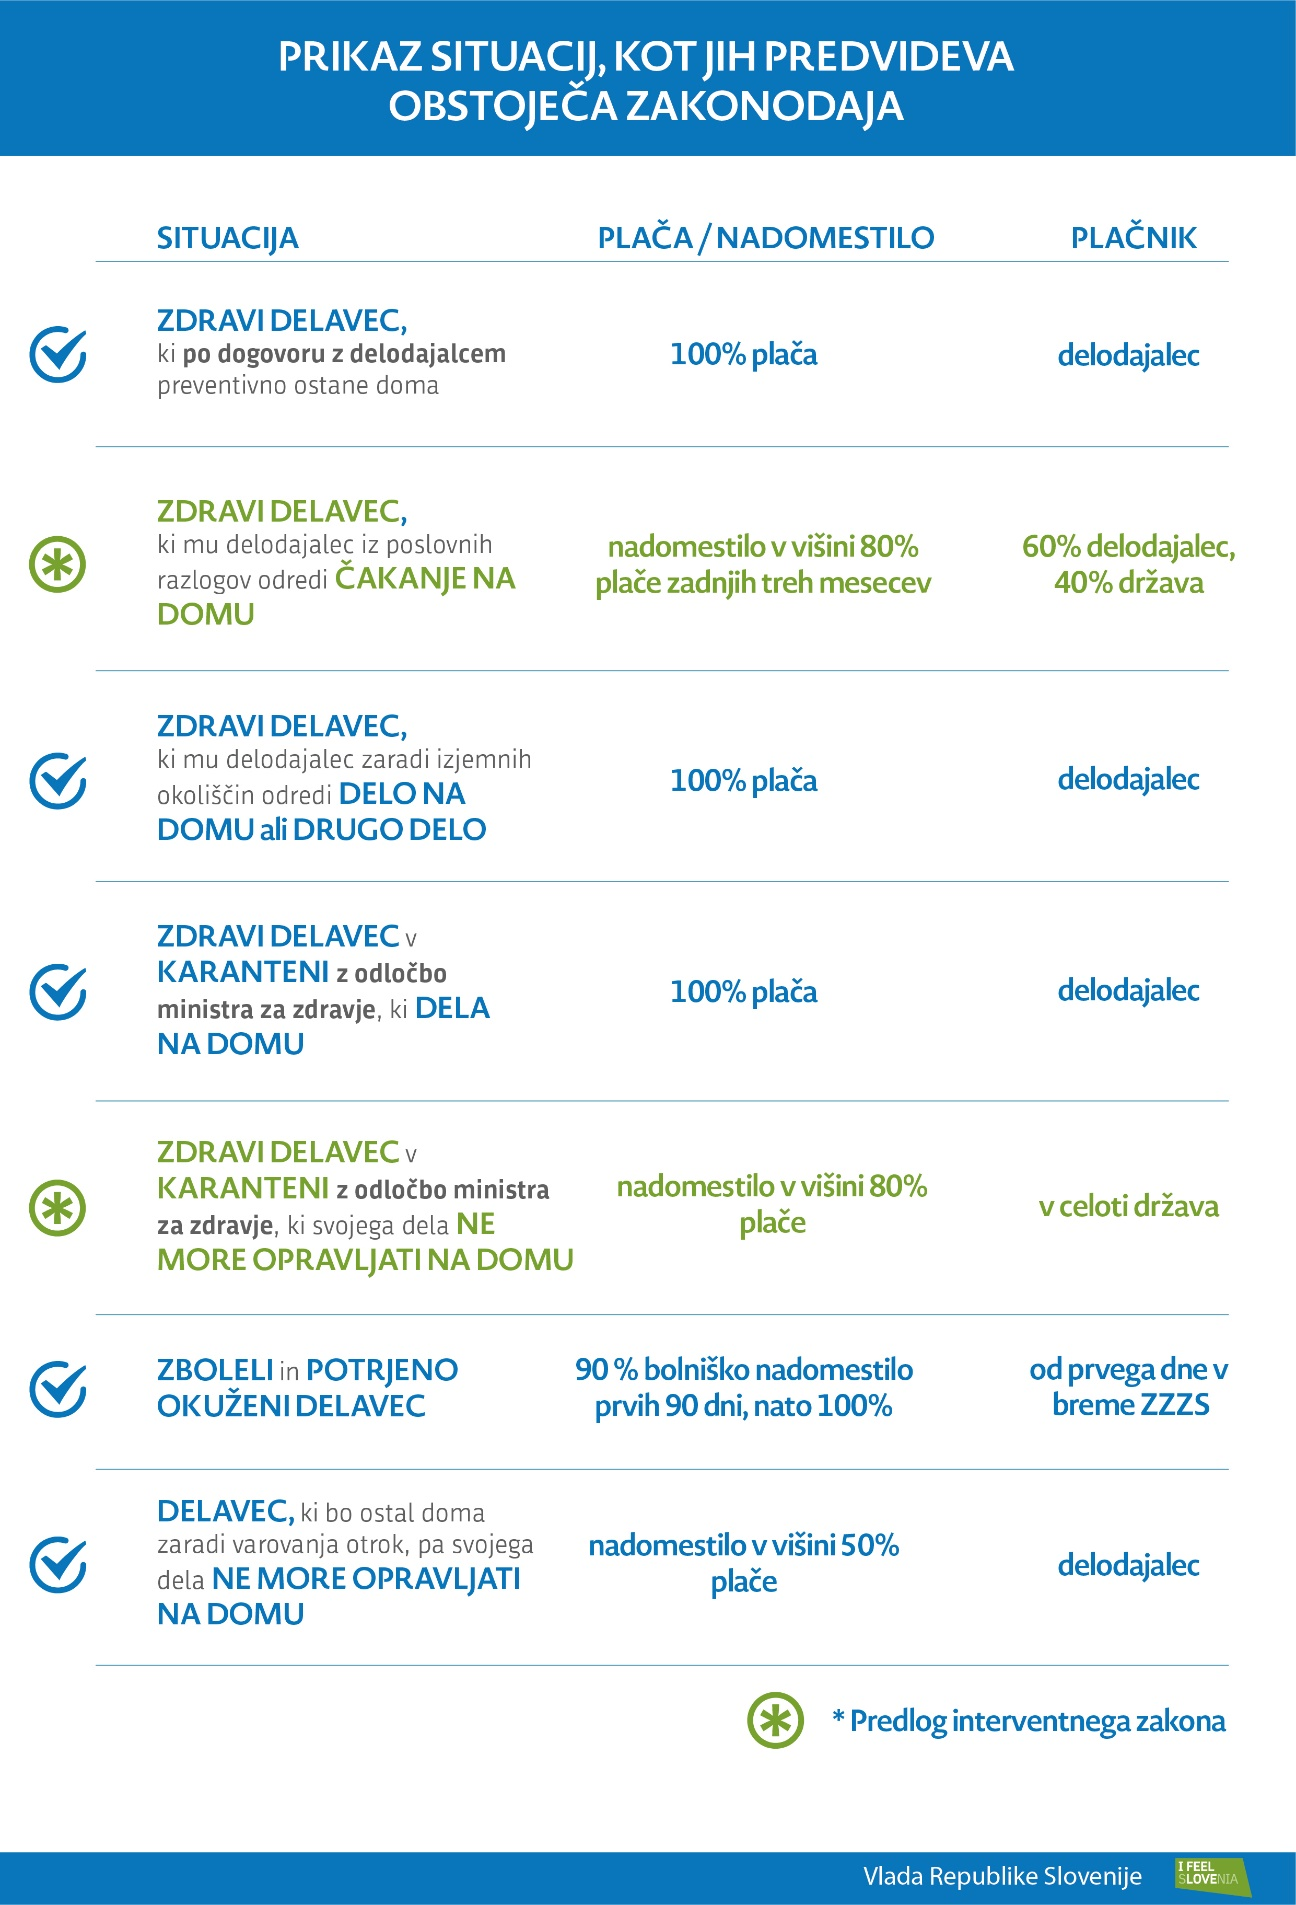 PRIKAZ SITUACIJ, KOT JIH PREDVIDEVA
OBSTOJEČA ZAKONODAJA
SITUACIJA
PLAČA / NADOMESTILO
PLAČNIK
ZDRAVI DELAVEC,
ki po dogovoru z delodajalcem
preventivno ostane doma
100% plača
delodajalec
ZDRAVI DELAVEC,
ki mu delodajalec iz poslovnih
razlogov odredi ČAKANJE NA
DOMU
nadomestilo v višini 80%
plače zadnjih treh mesecev
60% delodajalec,
40% država
ZDRAVI DELAVEC,
ki mu delodajalec zaradi izjemnih
okoliščin odredi DELO NA
DOMU ali DRUGO DELO
100% plača
delodajalec
ZDRAVI DELAVEC v
KARANTENI z odločbo
ministra za zdravje, ki DELA
NA DOMU
100% plača
delodajalec
ZDRAVI DELAVEC v
KARANTENI z odločbo ministra
za zdravje, ki svojega dela NE
MORE OPRAVLJATI NA DOMU
nadomestilo v višini 80%
plače
v celoti država
ZBOLELI in POTRJENO
OKUŽENI DELAVEC
90 % bolniško nadomestilo
prvih 90 dni, nato 100%
od prvega dne v
breme ZZZS
DELAVEC, ki bo ostal doma
zaradi varovanja otrok, pa svojega
dela NE MORE OPRAVLJATI
NA DOMU
nadomestilo v višini 50%
plače
delodajalec
* Predlog interventnega zakona
Vlada Republike Slovenije
I FEEL
SLOVENIA